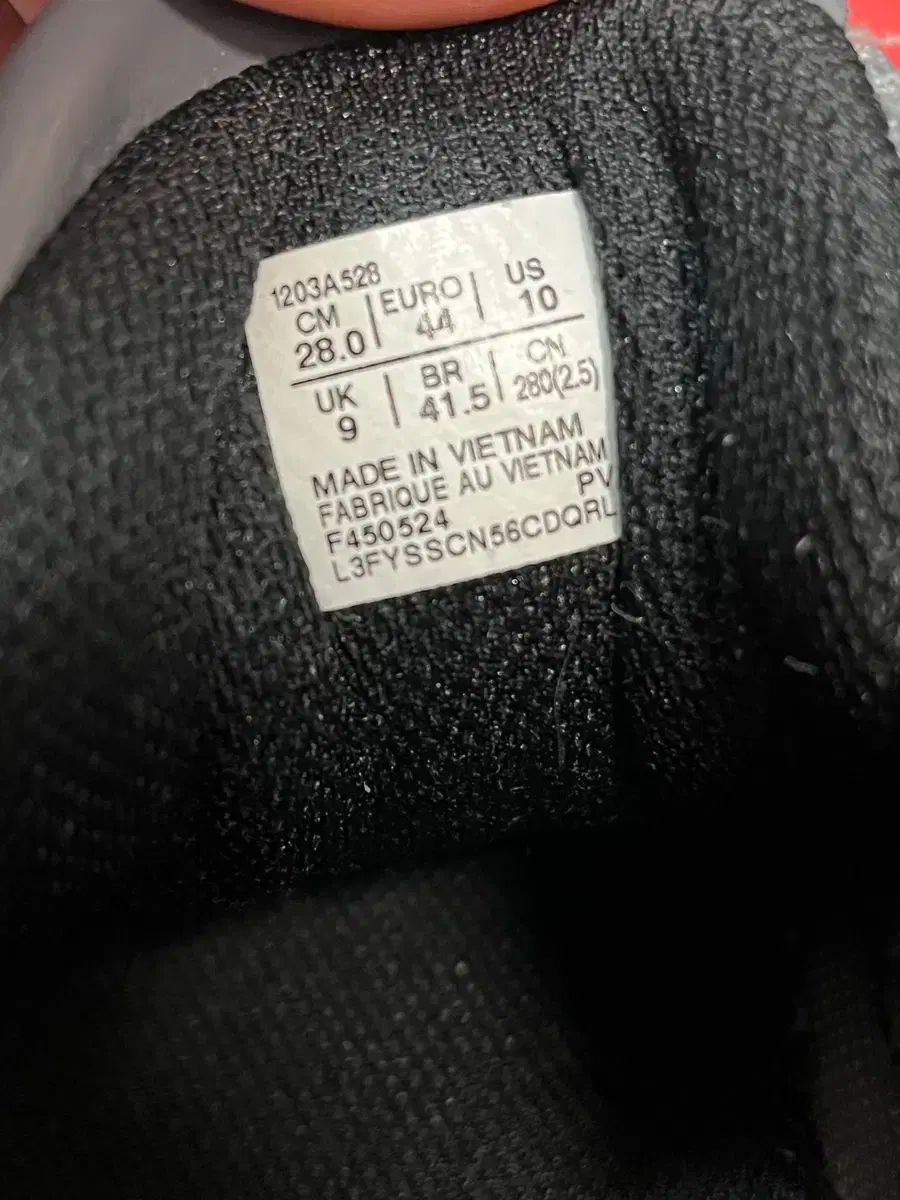 1203A528
CM | EURO | US
28.0 | 44 | 10
UK | BR | CN
9 | 41.5 | 280(2.5)
MADE IN VIETNAM
FABRIQUE AU VIETNAM
F450524 PV
L3FYSSCN56CDQRL